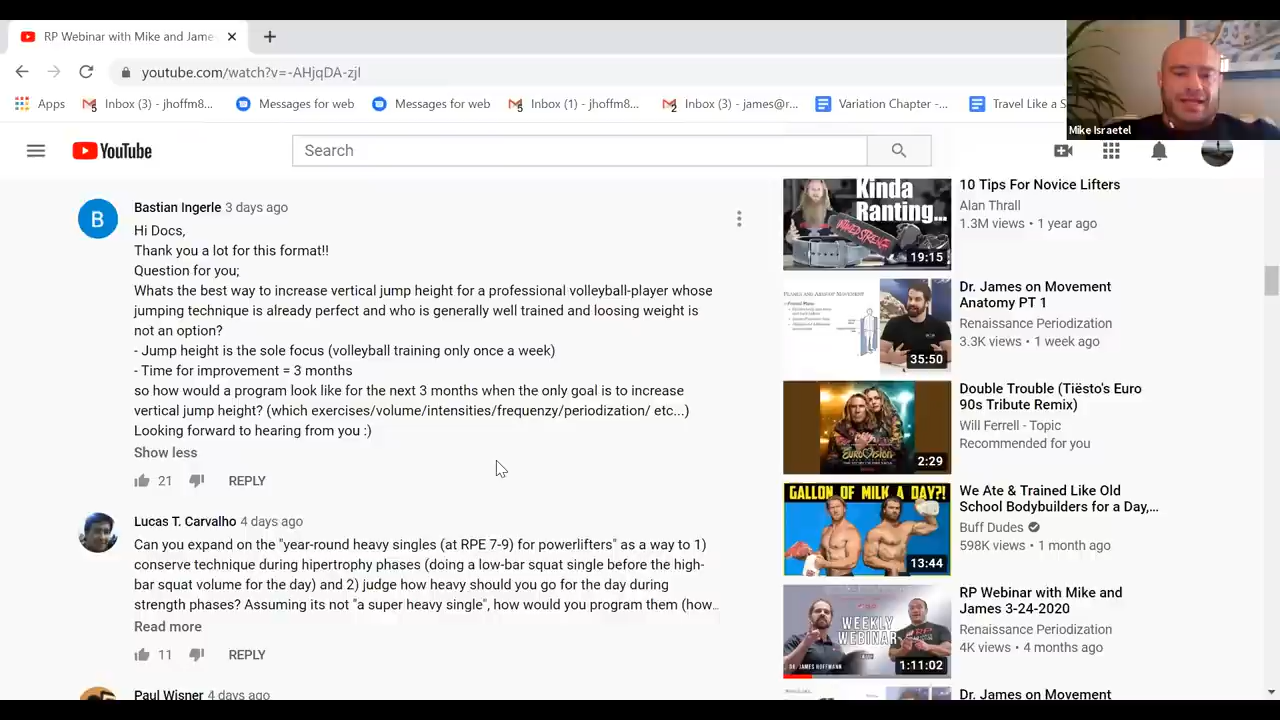 RP Webinar with Mike and Jame
youtube.com/watch?v=-AHjqDA-zjI
Apps
Inbox (3) - jhoffm8...
Messages for web
Messages for web
Inbox (1) - jhoffm8...
Inbox (3) - james@r...
Variation Chapter -...
Travel Like a S
Mike Israetel
YouTube
Search
Bastian Ingerle 3 days ago
Hi Docs,
Thank you a lot for this format!!
Question for you;
Whats the best way to increase vertical jump height for a professional volleyball-player whose
jumping technique is already perfect and who is generally well trained and loosing weight is
not an option?
- Jump height is the sole focus (volleyball training only once a week)
- Time for improvement = 3 months
so how would a program look like for the next 3 months when the only goal is to increase
vertical jump height? (which exercises/volume/intensities/frequenzy/periodization/ etc...)
Looking forward to hearing from you :)
Show less
21 REPLY
Lucas T. Carvalho 4 days ago
Can you expand on the "year-round heavy singles (at RPE 7-9) for powerlifters" as a way to 1)
conserve technique during hipertrophy phases (doing a low-bar squat single before the high-
bar squat volume for the day) and 2) judge how heavy should you go for the day during
strength phases? Assuming its not "a super heavy single", how would you program them (how..
Read more
11 REPLY
Paul Wisner 4 days ago
Kinda
Ranting...
19:15
10 Tips For Novice Lifters
Alan Thrall
1.3M views • 1 year ago
35:50
Dr. James on Movement
Anatomy PT 1
Renaissance Periodization
3.3K views • 1 week ago
EUROVISION
2:29
Double Trouble (Tiësto's Euro
90s Tribute Remix)
Will Ferrell - Topic
Recommended for you
GALLON OF MILK A DAY?!
13:44
We Ate & Trained Like Old
School Bodybuilders for a Day,...
Buff Dudes
598K views • 1 month ago
WEEKLY
WEBINAR
DR. JAMES HOFFMANN
1:11:02
RP Webinar with Mike and
James 3-24-2020
Renaissance Periodization
4K views • 4 months ago
Dr. James on Movement